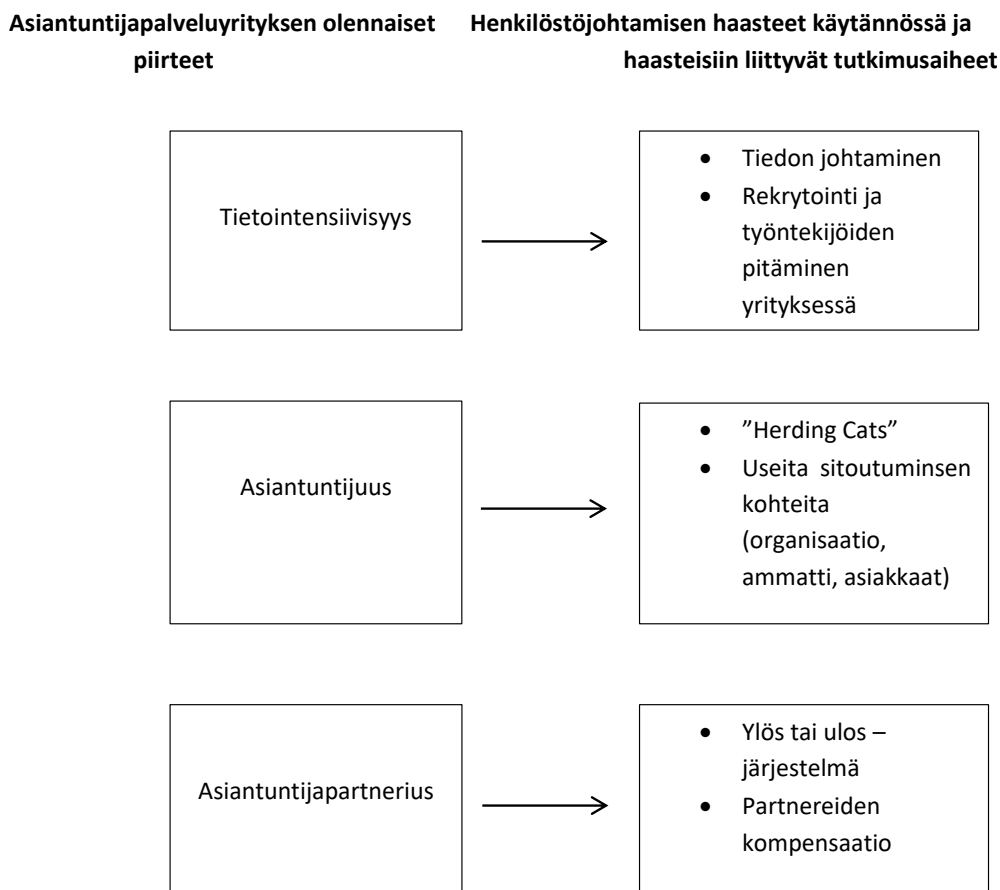 Asiantuntijapalveluyrityksen olennaiset
piirteet
Henkilöstöjohtamisen haasteet käytännössä ja
haasteisiin liittyvät tutkimusaiheet
Tietointensiivisyys
• Tiedon johtaminen
• Rekrytointi ja
työntekijöiden
pitäminen
yrityksessä
Asiantuntijuus
• ”Herding Cats”
• Useita sitoutuminsen
kohteita
(organisaatio,
ammatti, asiakkaat)
Asiantuntijapartnerius
• Ylös tai ulos –
järjestelmä
• Partnereiden
kompensaatio